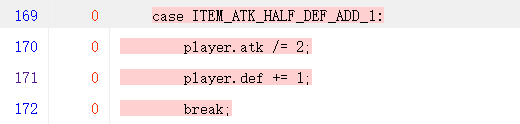 169 0 case ITEM_ATK_HALF_DEF_ADD_1:
170 0 player.atk /= 2;
171 0 player.def += 1;
172 0 break;